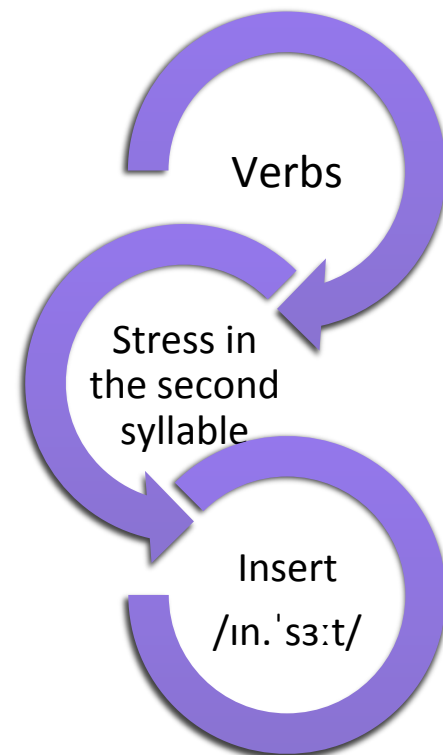 Verbs
Stress in
the second
syllable
Insert
/ɪn.ˈsɜːt/